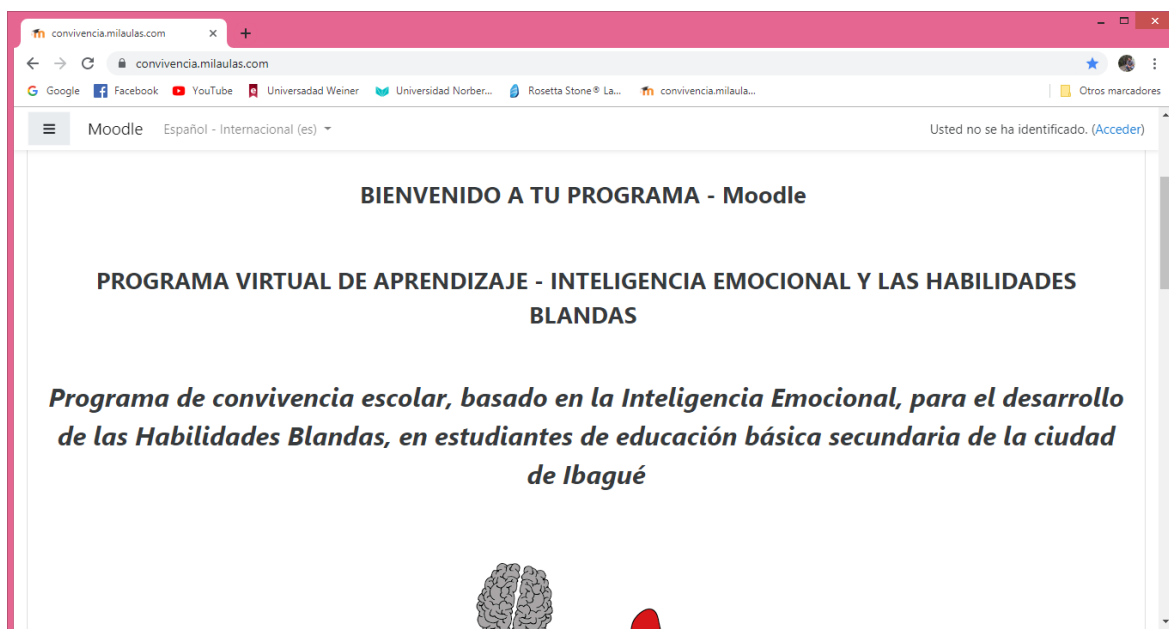 convivencia.milaulas.com
convivencia.milaulas.com
Google Facebook YouTube Universadad Weiner Universidad Norber... Rosetta Stone® La... convivencia.milaula... Otros marcadores
Moodle Español - Internacional (es) Usted no se ha identificado. (Acceder)
BIENVENIDO A TU PROGRAMA - Moodle
PROGRAMA VIRTUAL DE APRENDIZAJE - INTELIGENCIA EMOCIONAL Y LAS HABILIDADES
BLANDAS
Programa de convivencia escolar, basado en la Inteligencia Emocional, para el desarrollo
de las Habilidades Blandas, en estudiantes de educación básica secundaria de la ciudad
de Ibagué